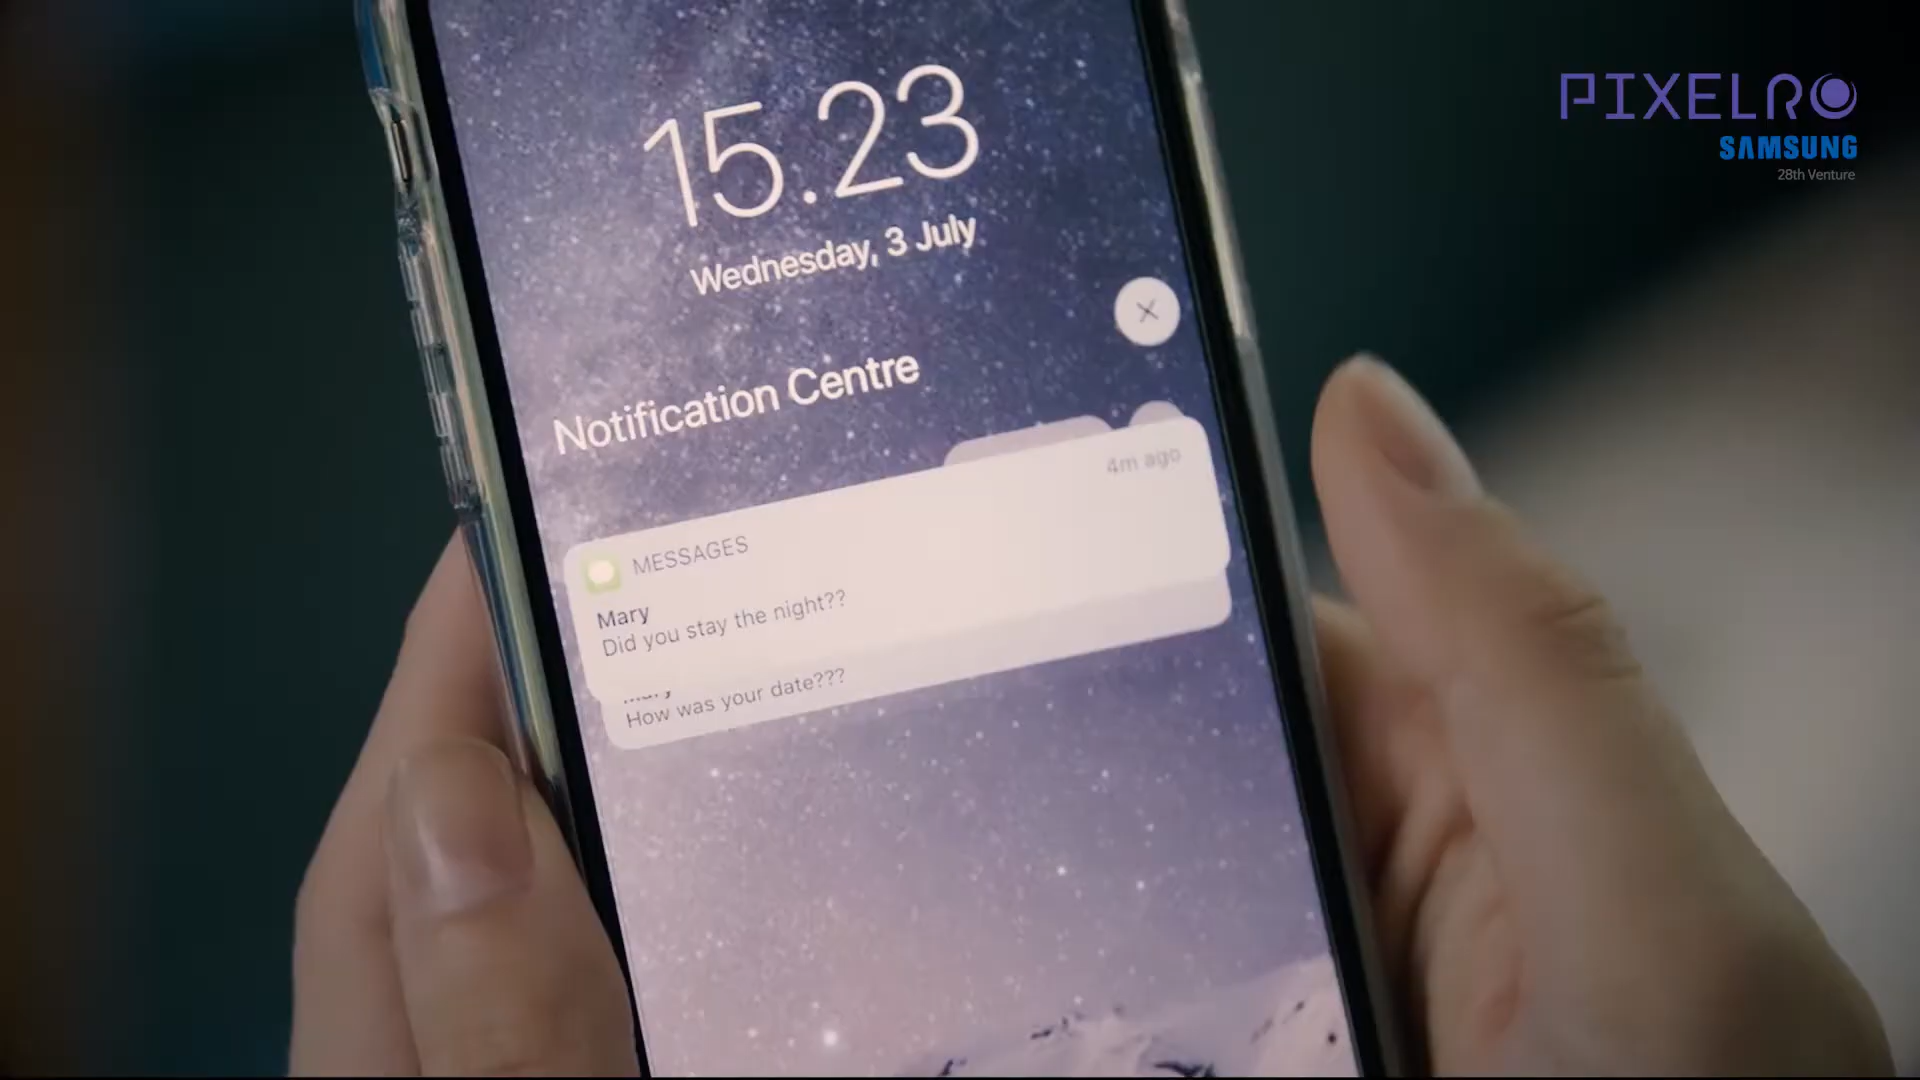 PIXELRO
SAMSUNG
28th Venture
15.23
Wednesday, 3 July
Notification Centre
4m ago
MESSAGES
Mary
Did you stay the night??
How was your date???